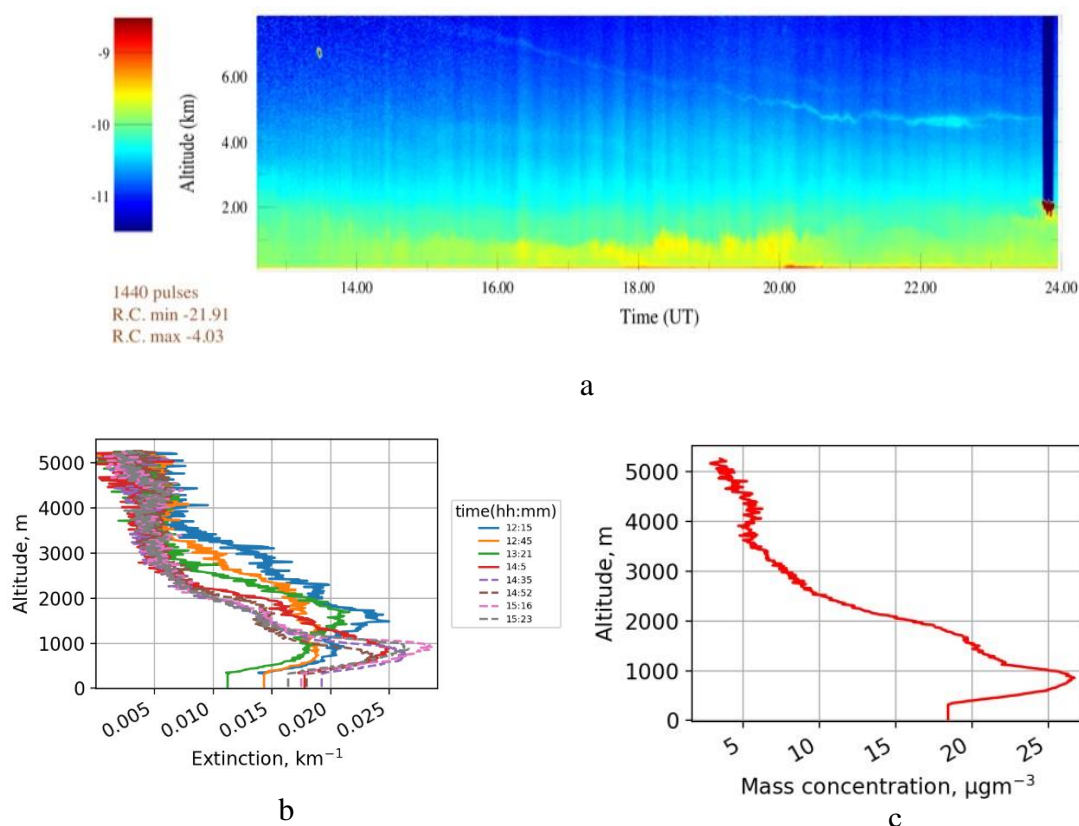 -9
-10
-11
1440 pulses
R.C. min -21.91
R.C. max -4.03
Altitude (km)
6.00
4.00
2.00
14.00 16.00 18.00 20.00 22.00 24.00
Time (UT)
a
Altitude, m
5000
4000
3000
2000
1000
0
0.005 0.010 0.015 0.020 0.025
Extinction, km⁻¹
time(hh:mm)
12:15
12:45
13:21
14:5
14:35
14:52
15:16
15:23
b
Altitude, m
5000
4000
3000
2000
1000
0
5 10 15 20 25
Mass concentration, µgm⁻³
c